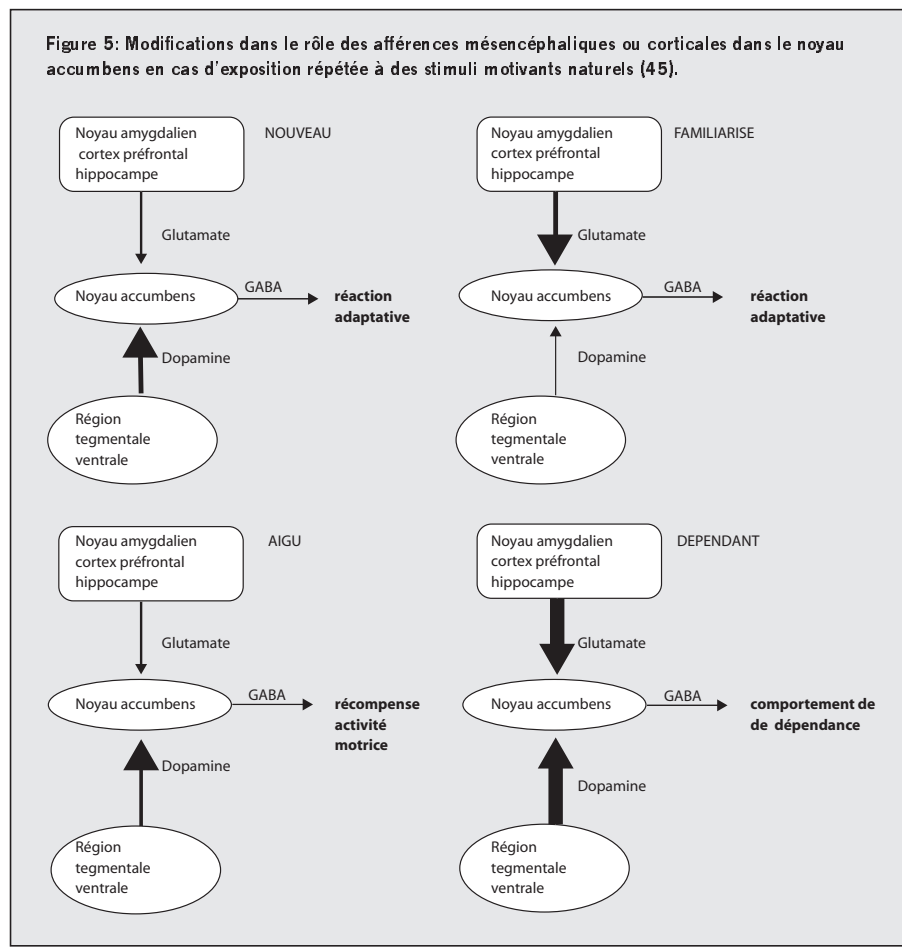 Figure 5: Modifications dans le rôle des afférences mésencéphaliques ou corticales dans le noyau
accumbens en cas d'exposition répétée à des stimuli motivants naturels (45).
Noyau amygdalien
cortex préfrontal
hippocampe
NOUVEAU
Glutamate
Noyau accumbens
GABA
réaction
adaptative
Dopamine
Région
tegmentale
ventrale
Noyau amygdalien
cortex préfrontal
hippocampe
FAMILIARISE
Glutamate
Noyau accumbens
GABA
réaction
adaptative
Dopamine
Région
tegmentale
ventrale
Noyau amygdalien
cortex préfrontal
hippocampe
AIGU
Glutamate
Noyau accumbens
GABA
récompense
activité
motrice
Dopamine
Région
tegmentale
ventrale
Noyau amygdalien
cortex préfrontal
hippocampe
DEPENDANT
Glutamate
Noyau accumbens
GABA
comportement de
de dépendance
Dopamine
Région
tegmentale
ventrale